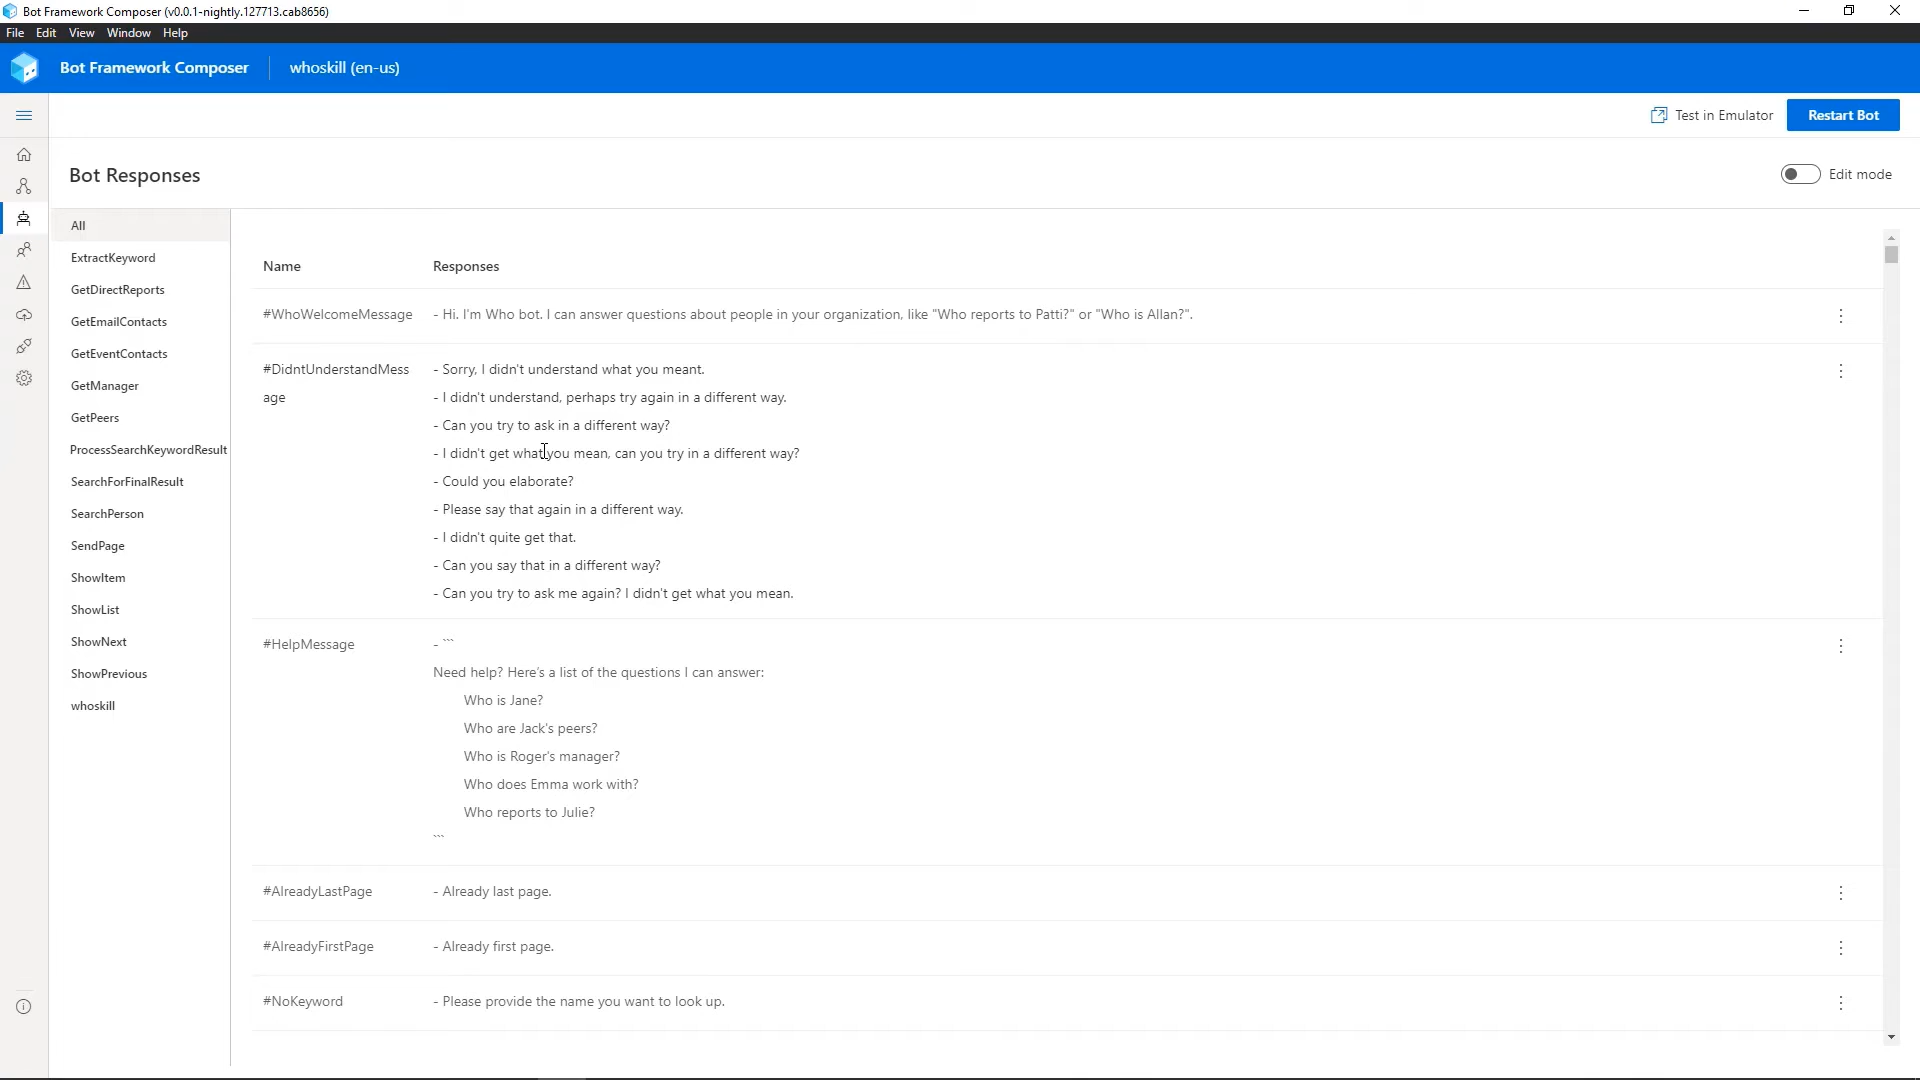 Bot Framework Composer (v0.0.1-nightly.127713.cab8656)
File Edit View Window Help
Bot Framework Composer whoskill (en-us)
Test in Emulator Restart Bot
Bot Responses
Edit mode
All
ExtractKeyword
GetDirectReports
GetEmailContacts
GetEventContacts
GetManager
GetPeers
ProcessSearchKeywordResult
SearchForFinalResult
SearchPerson
SendPage
ShowItem
ShowList
ShowNext
ShowPrevious
whoskill
Name Responses
#WhoWelcomeMessage - Hi. I'm Who bot. I can answer questions about people in your organization, like "Who reports to Patti?" or "Who is Allan?".
#DidntUnderstandMess
age
- Sorry, I didn't understand what you meant.
- I didn't understand, perhaps try again in a different way.
- Can you try to ask in a different way?
- I didn't get what you mean, can you try in a different way?
- Could you elaborate?
- Please say that again in a different way.
- I didn't quite get that.
- Can you say that in a different way?
- Can you try to ask me again? I didn't get what you mean.
#HelpMessage - ```
Need help? Here's a list of the questions I can answer:
Who is Jane?
Who are Jack's peers?
Who is Roger's manager?
Who does Emma work with?
Who reports to Julie?
```
#AlreadyLastPage - Already last page.
#AlreadyFirstPage - Already first page.
#NoKeyword - Please provide the name you want to look up.